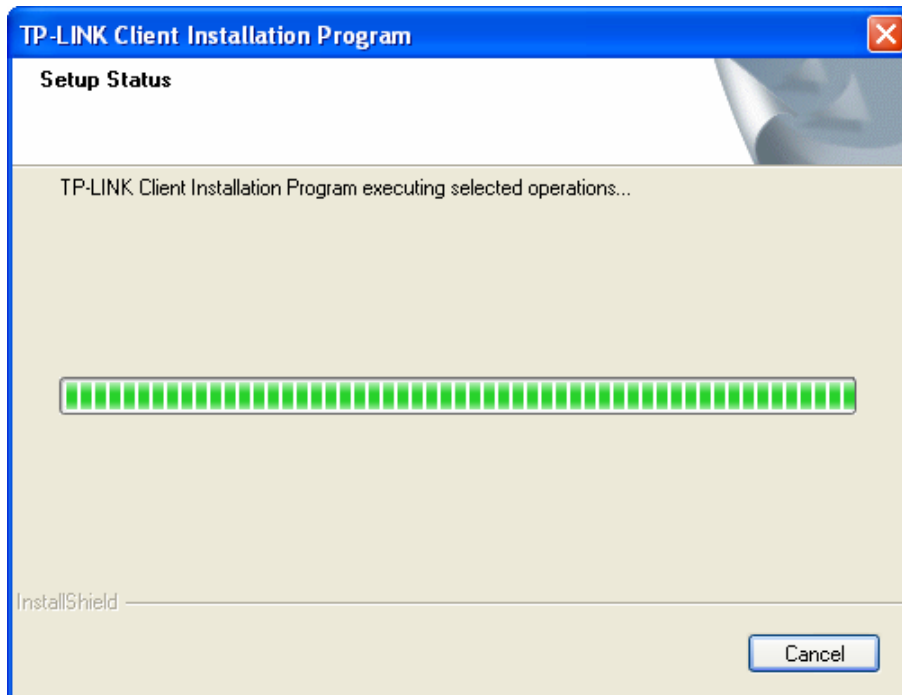 TP-LINK Client Installation Program
Setup Status
TP-LINK Client Installation Program executing selected operations...
InstallShield
Cancel